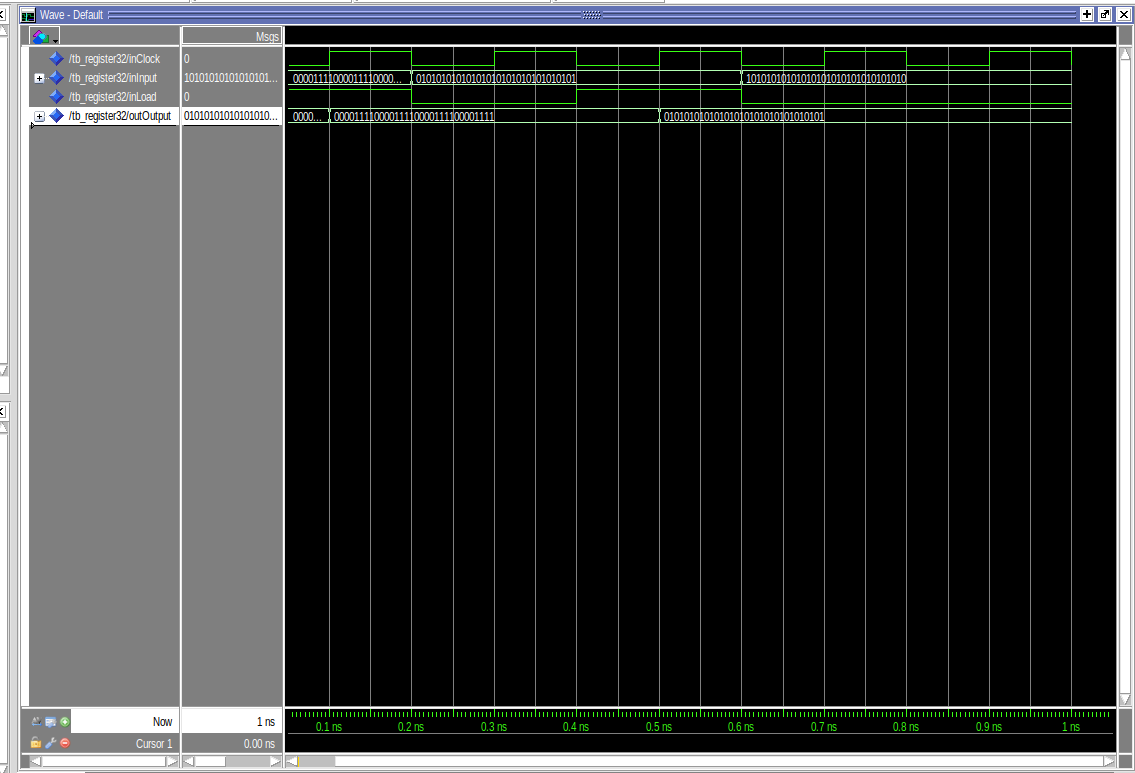 Wave - Default
Msgs
/tb_register32/inClock 0
/tb_register32/inInput 10101010101010101... 00001111000011110000... 01010101010101010101010101010101 10101010101010101010101010101010
/tb_register32/inLoad 0
/tb_register32/outOutput 01010101010101010... 0000... 00001111000011110000111100001111 01010101010101010101010101010101
Now 1 ns 0.1 ns 0.2 ns 0.3 ns 0.4 ns 0.5 ns 0.6 ns 0.7 ns 0.8 ns 0.9 ns 1 ns
Cursor 1 0.00 ns